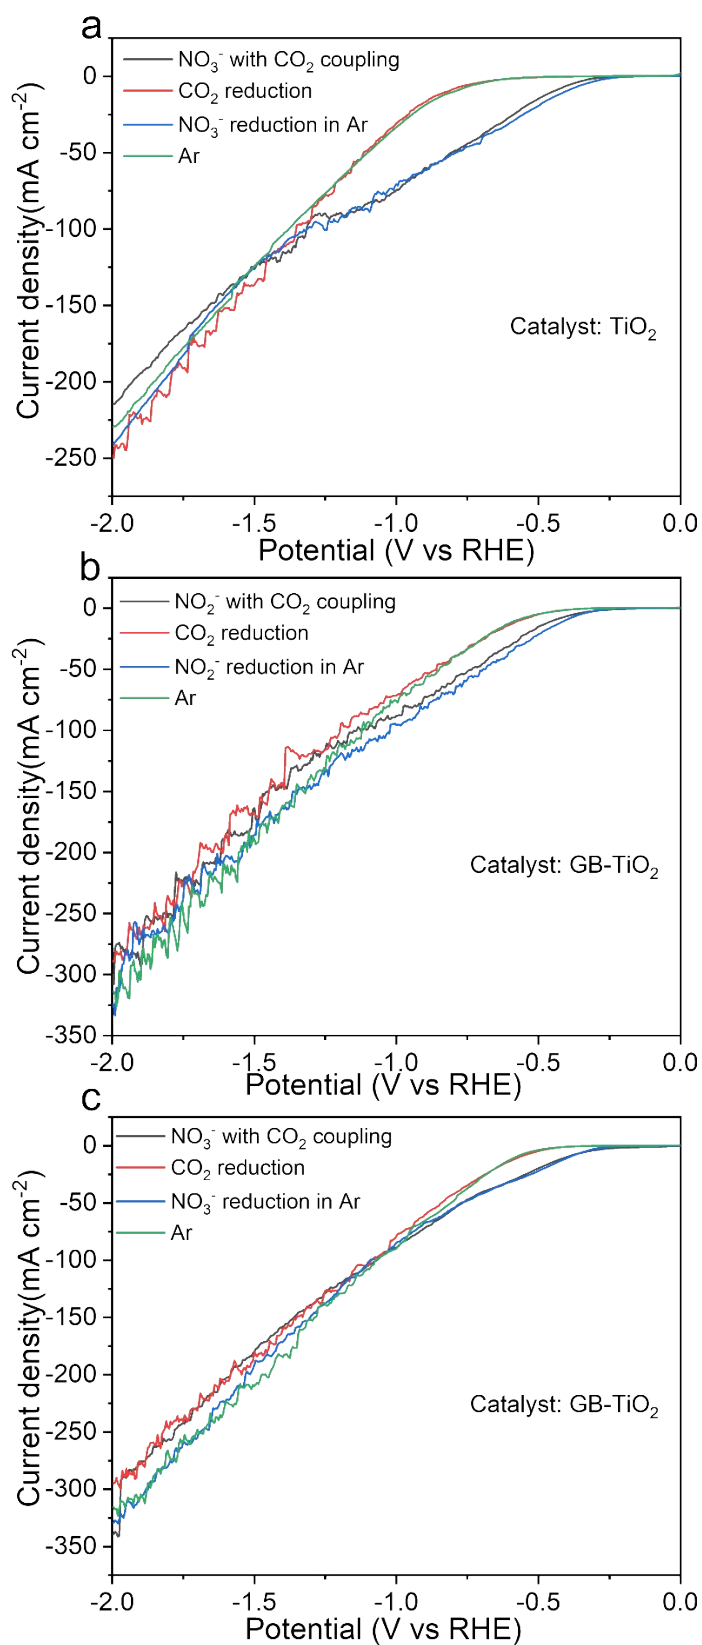 a
NO₃⁻ with CO₂ coupling
CO₂ reduction
NO₃⁻ reduction in Ar
Ar
0
-50
-100
-150
-200
-250
Current density(mA cm⁻²)
Catalyst: TiO₂
-2.0 -1.5 -1.0 -0.5 0.0
Potential (V vs RHE)
b
NO₂⁻ with CO₂ coupling
CO₂ reduction
NO₂⁻ reduction in Ar
Ar
0
-50
-100
-150
-200
-250
-300
-350
Current density(mA cm⁻²)
Catalyst: GB-TiO₂
-2.0 -1.5 -1.0 -0.5 0.0
Potential (V vs RHE)
c
NO₃⁻ with CO₂ coupling
CO₂ reduction
NO₃⁻ reduction in Ar
Ar
0
-50
-100
-150
-200
-250
-300
-350
Current density(mA cm⁻²)
Catalyst: GB-TiO₂
-2.0 -1.5 -1.0 -0.5 0.0
Potential (V vs RHE)